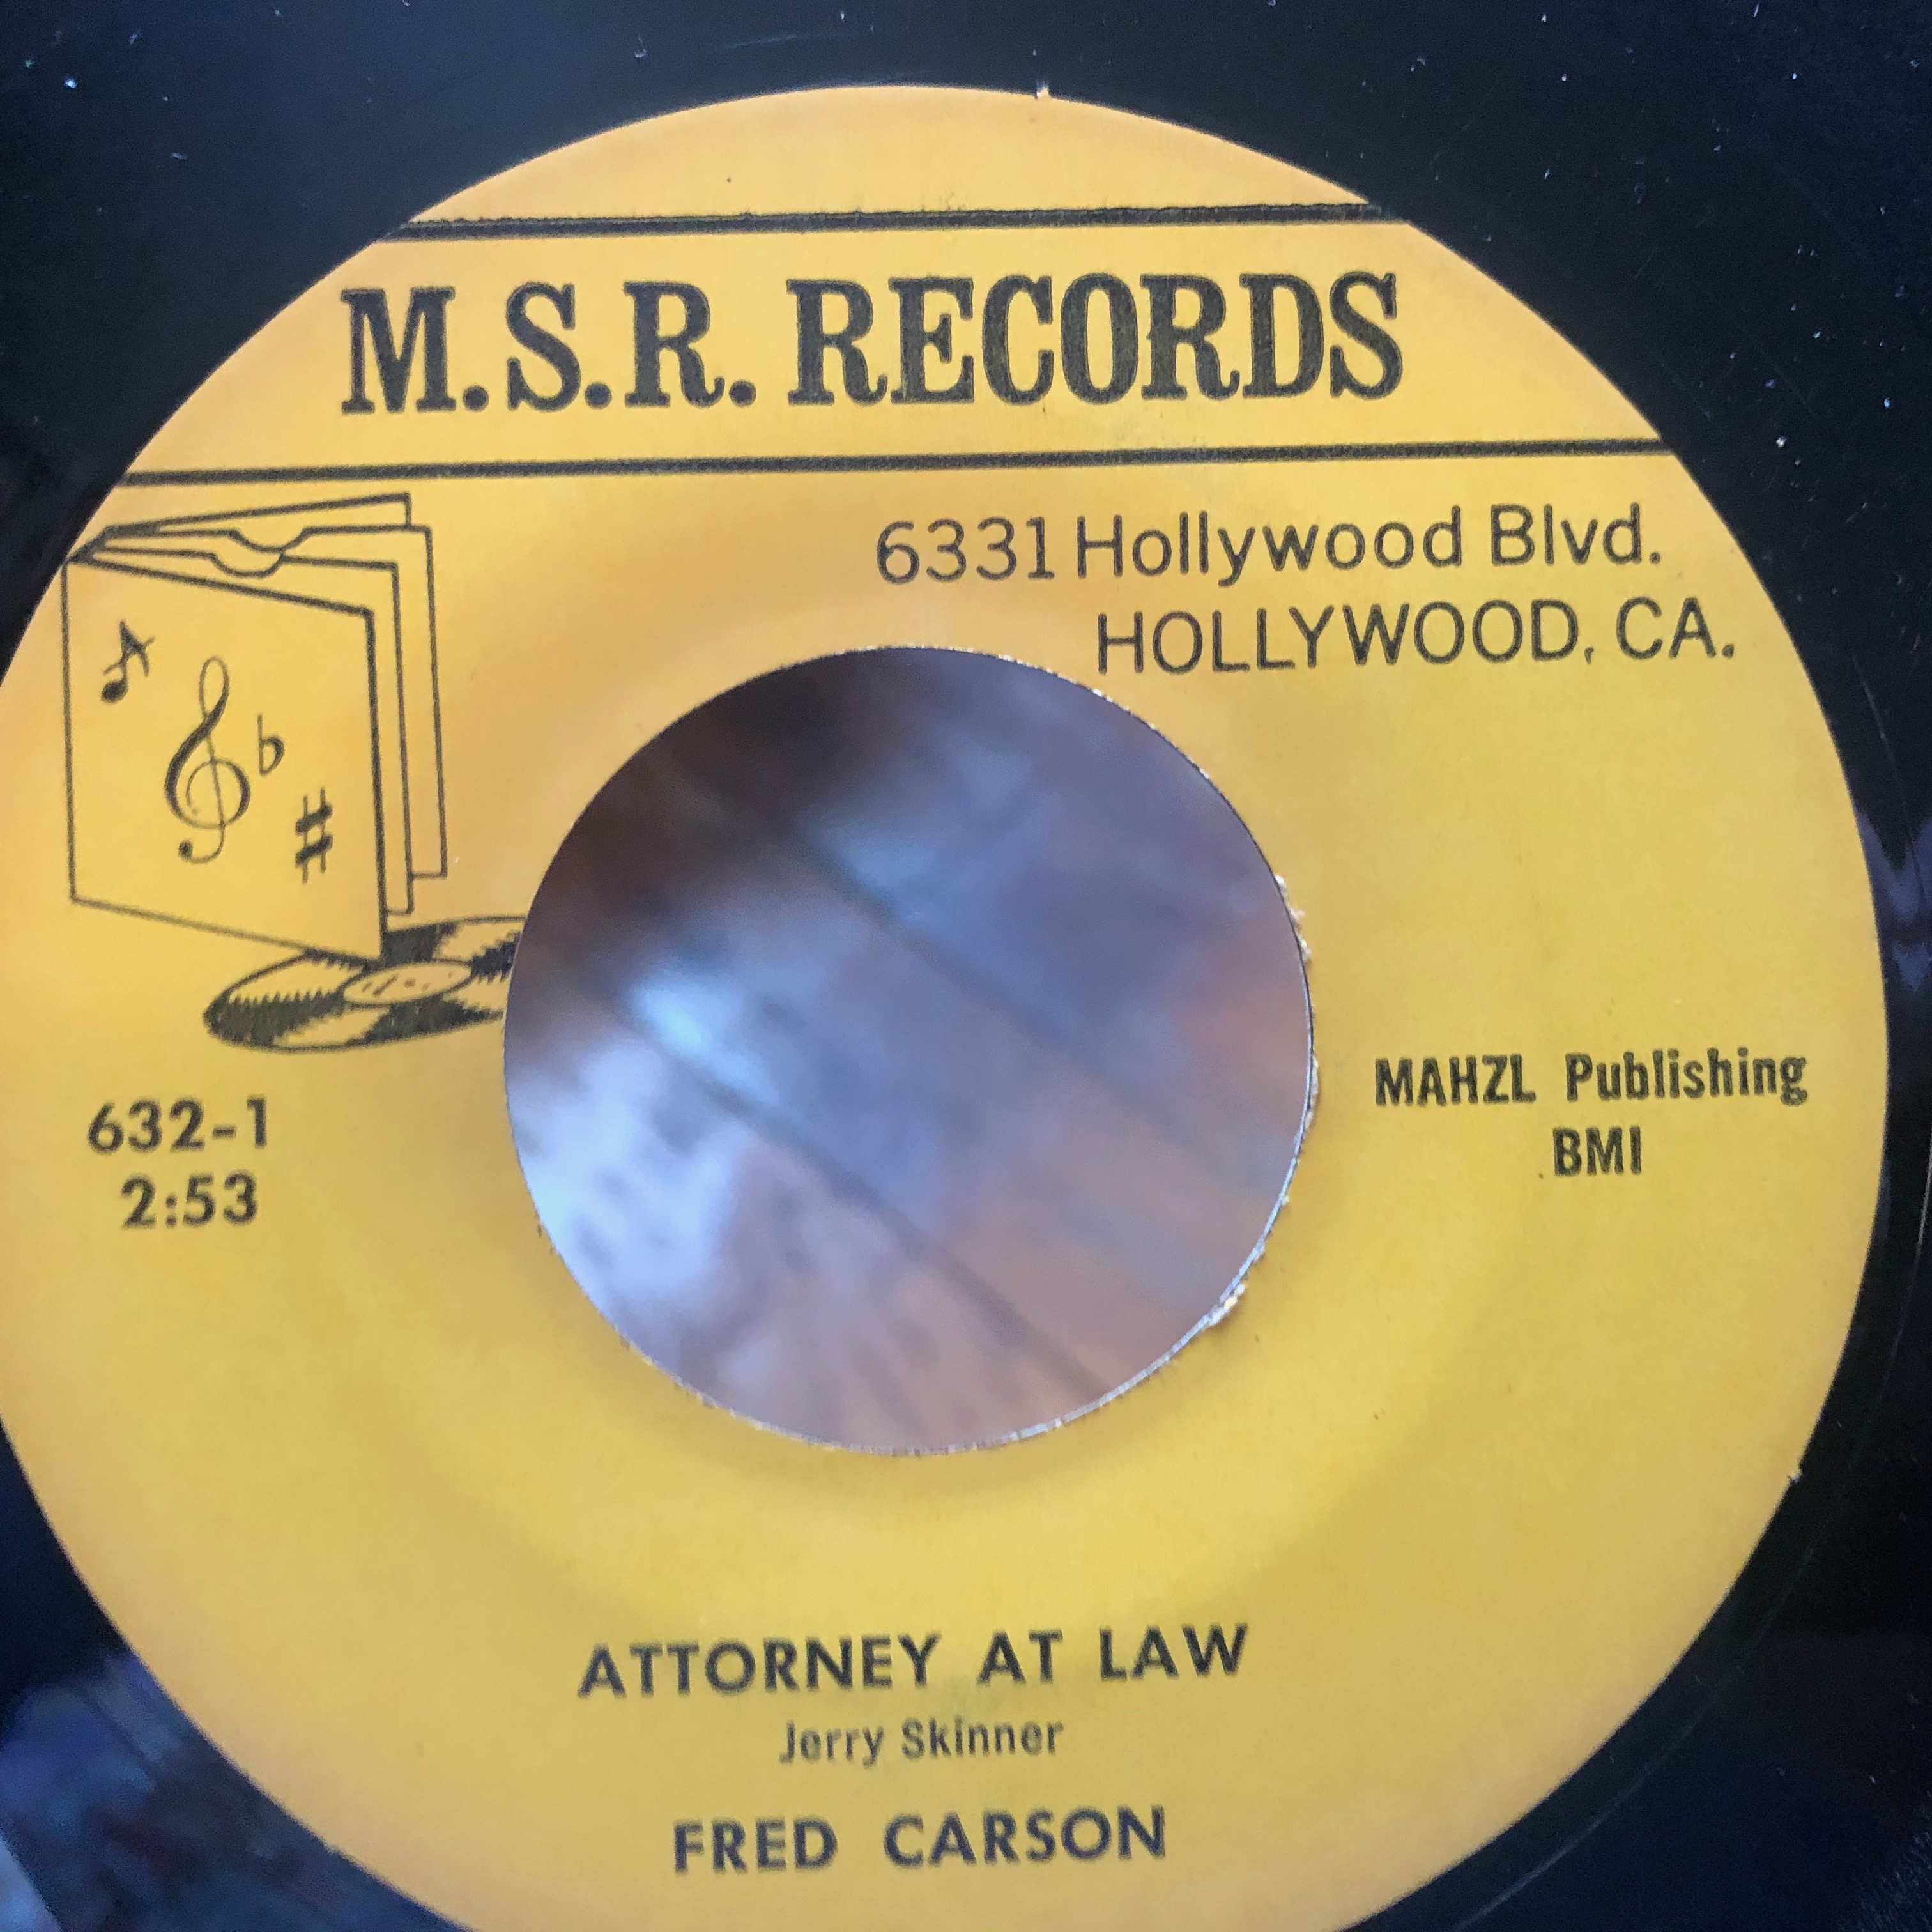 M.S.R. RECORDS
6331 Hollywood Blvd.
HOLLYWOOD, CA.
632-1
2:53
MAHZL Publishing
BMI
ATTORNEY AT LAW
Jerry Skinner
FRED CARSON